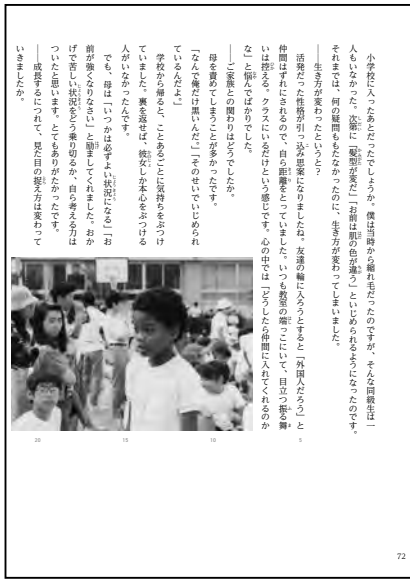 小学校に入ったあとだったでしょうか。僕は当時から縮れ毛だったのですが、そんな同級生は一
人もいなかった。次第に「髪型が変だ」「お前は肌の色が違う」といじめられるようになったのです。
それまでは、何の疑問ももたなかったのに、生き方が変わってしまいました。
――生き方が変わったというと？
活発だった性格が引っ込み思案になりましたね。友達の輪に入ろうとすると「外国人だろう」と
仲間はずれにされるので、自ら距離をとっていました。いつも教室の端っこにいて、目立つ振る舞
いは控える。クラスにいるだけという感じです。心の中では「どうしたら仲間に入れてくれるのか
な」と悩んでばかりでした。
――ご家族との関わりはどうでしたか。
母を責めてしまうことが多かったです。
「なんで俺だけ黒いんだ。」「そのせいでいじめられ
ているんだよ。」
学校から帰ると、ことあるごとに気持ちをぶつけ
ていました。裏を返せば、彼女しか本心をぶつける
人がいなかったんです。
でも、母は「いつかは必ずよい状況になる」「お
前が強くなりなさい」と励ましてくれました。おか
げで苦しい状況をどう乗り切るか、自ら考える力は
ついたと思います。とてもありがたかったです。
――成長するにつれて、見た目の捉え方は変わって
いきましたか。
5
10
15
20
72